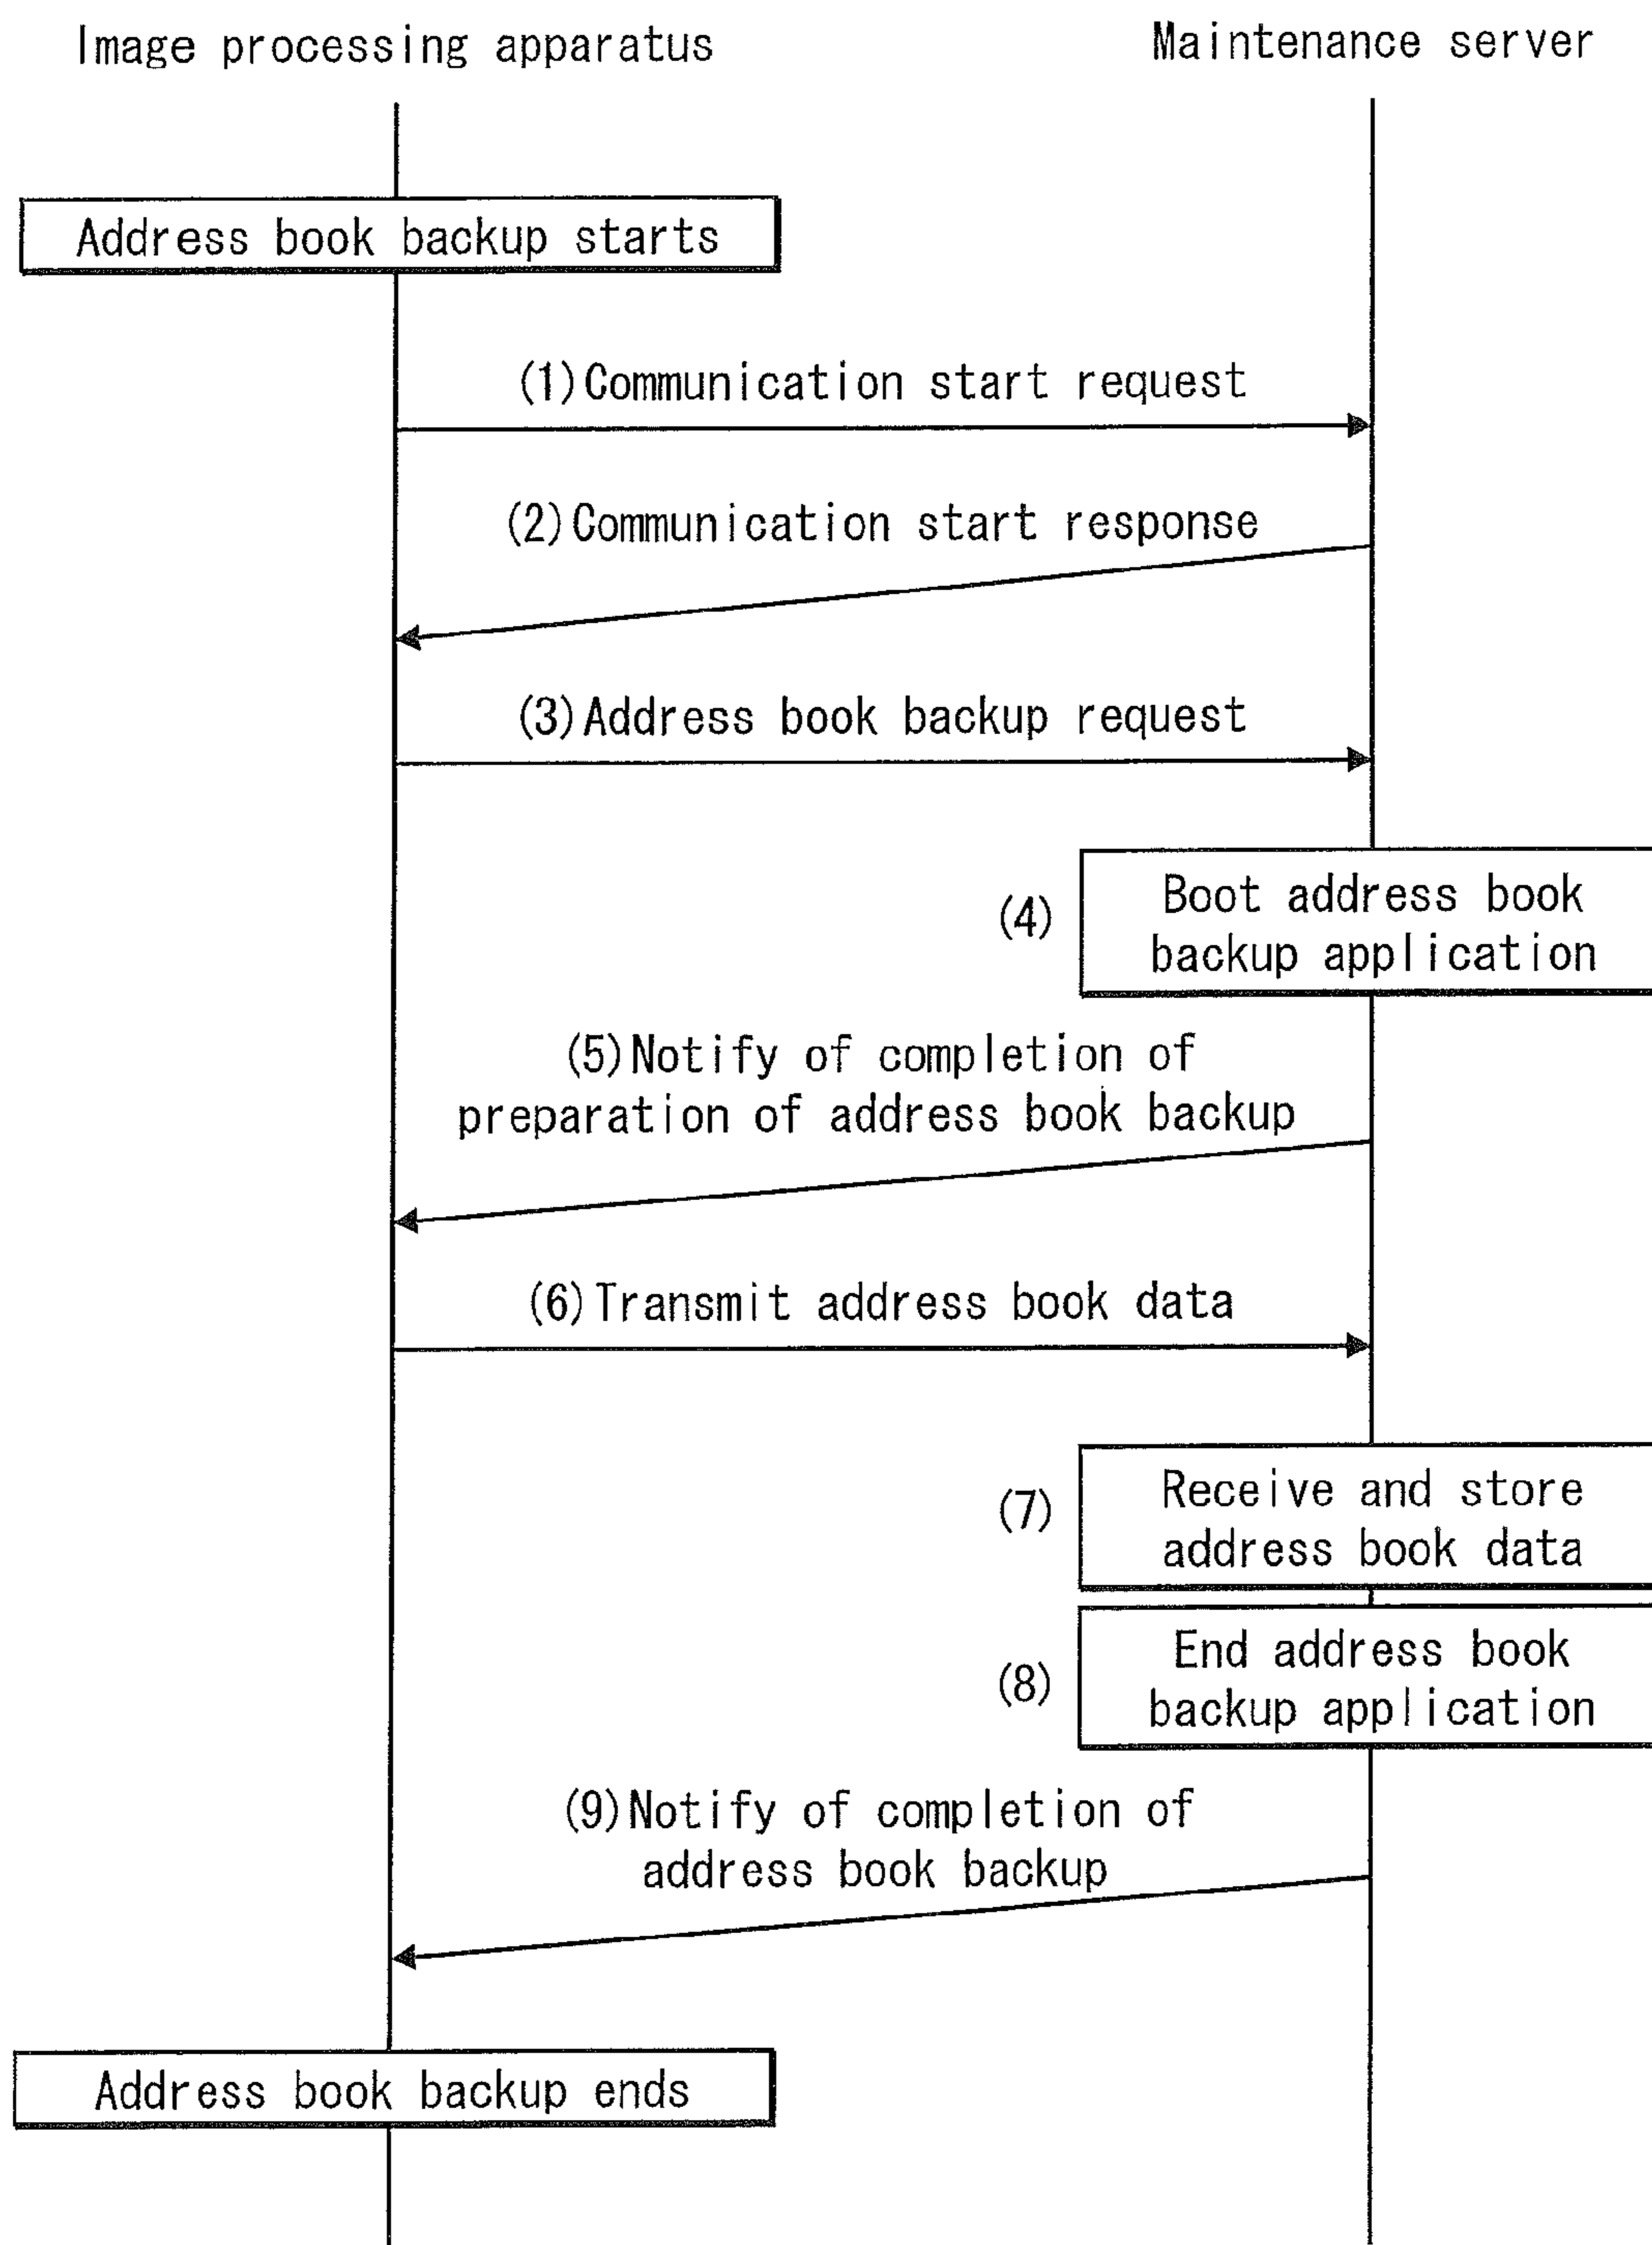 Image processing apparatus
Maintenance server
Address book backup starts
(1)Communication start request
(2)Communication start response
(3)Address book backup request
(4)
Boot address book
backup application
(5)Notify of completion of
preparation of address book backup
(6)Transmit address book data
(7)
Receive and store
address book data
(8)
End address book
backup application
(9)Notify of completion of
address book backup
Address book backup ends